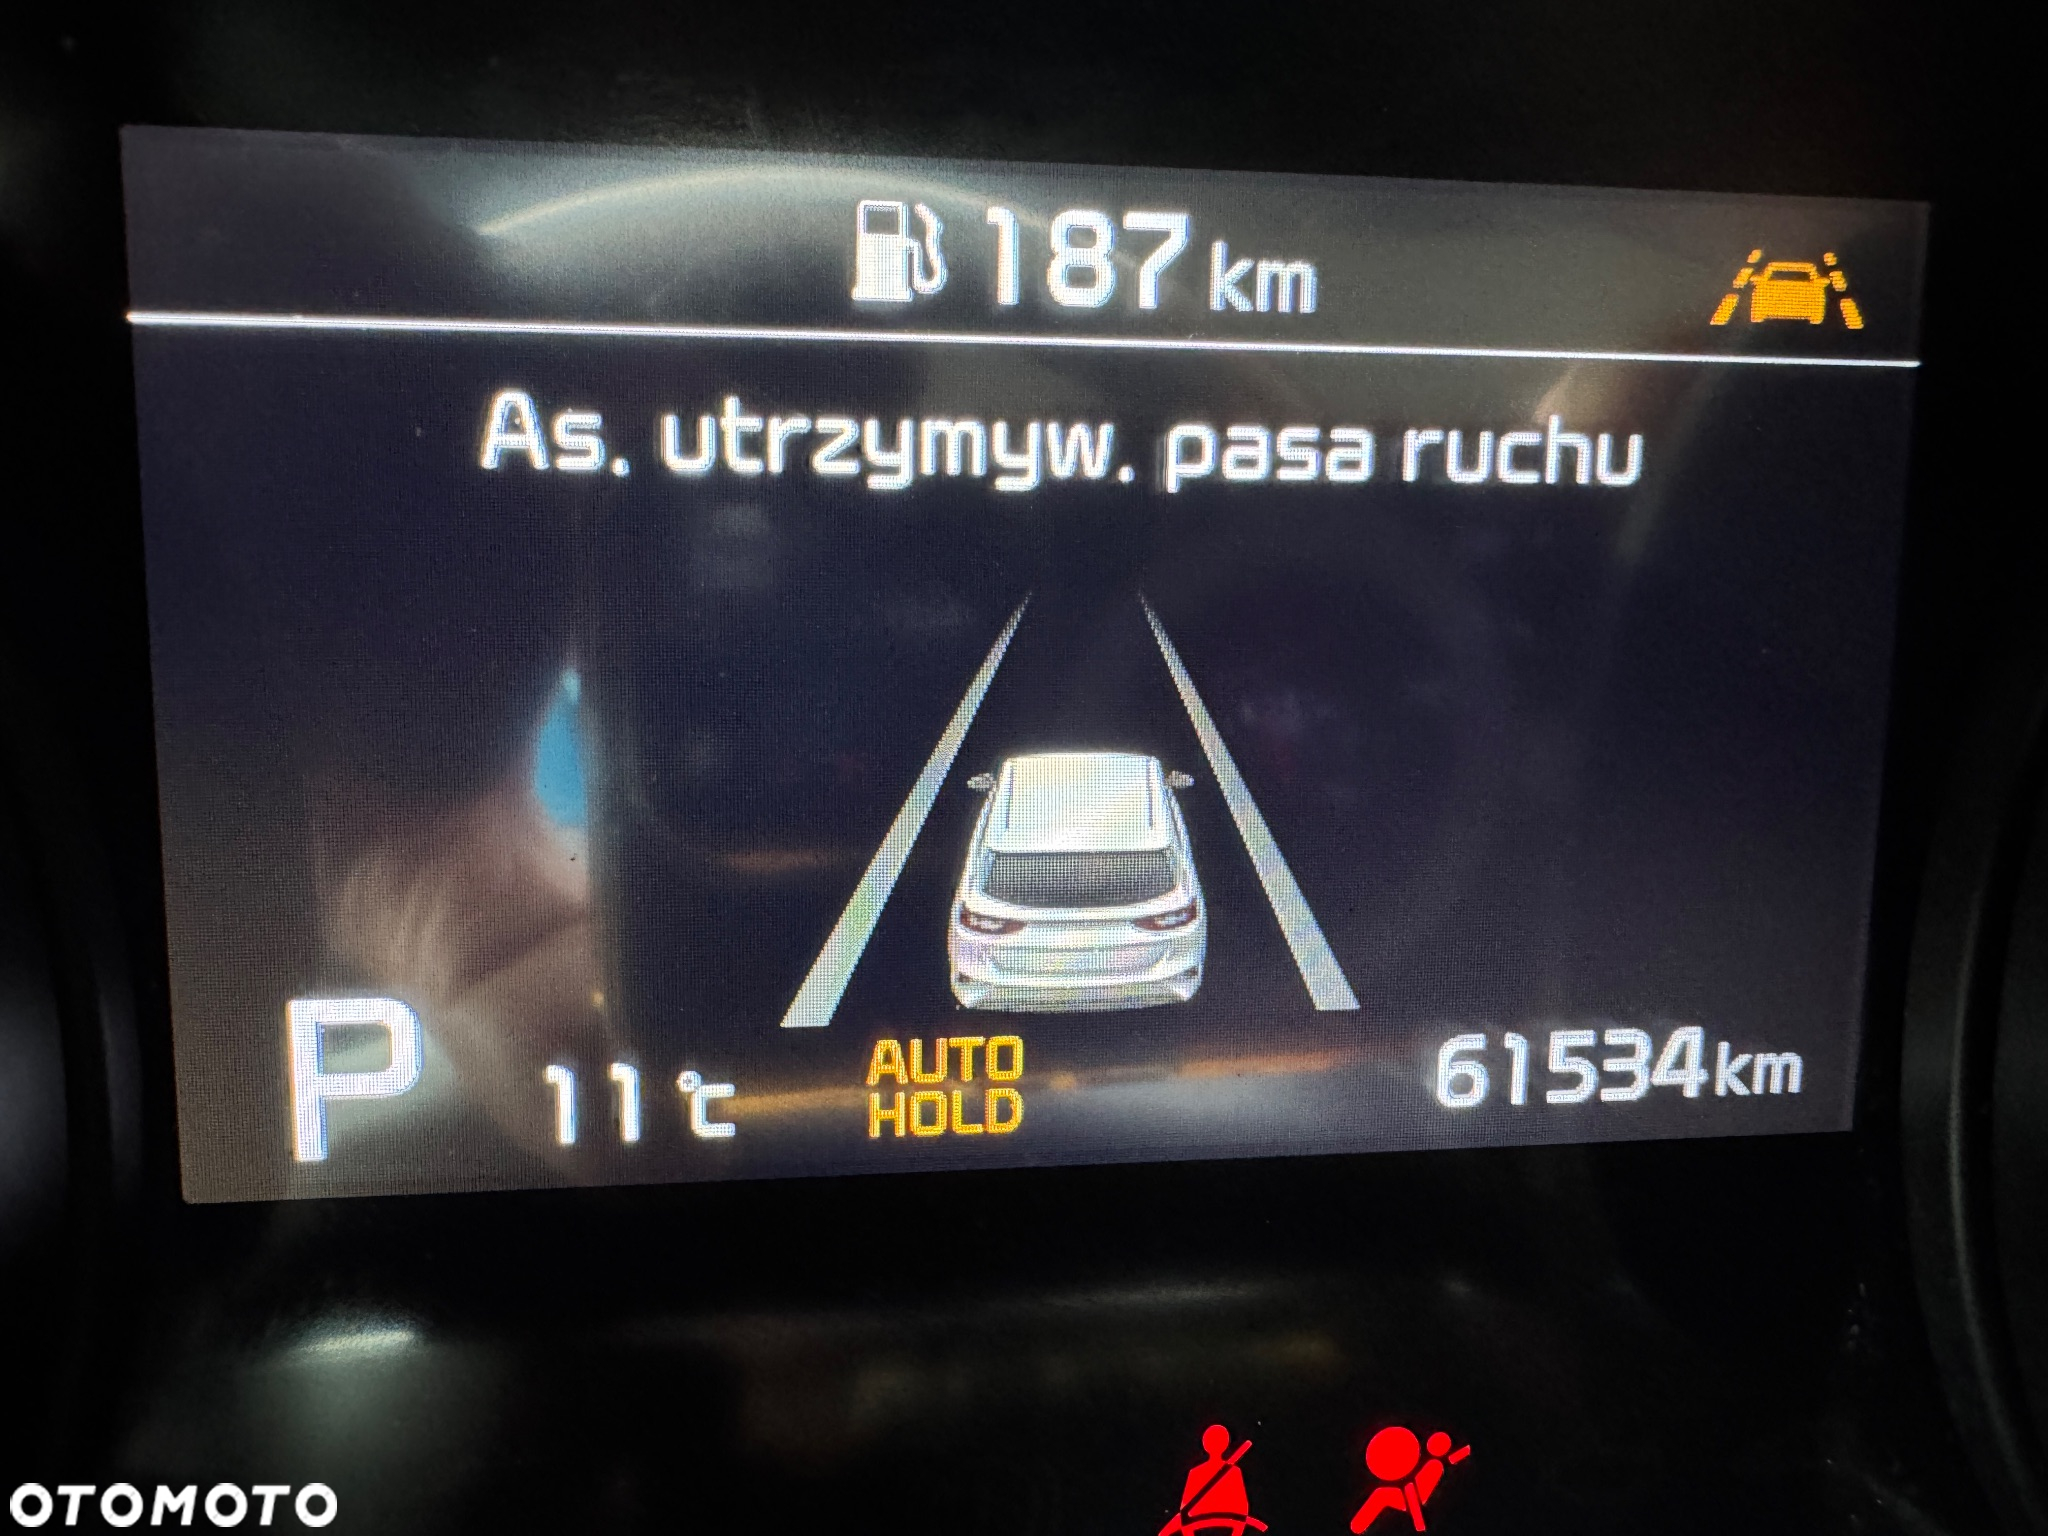 187 km
As. utrzymyw. pasa ruchu
P
11 °C
AUTO
HOLD
61534 km
OTOMOTO